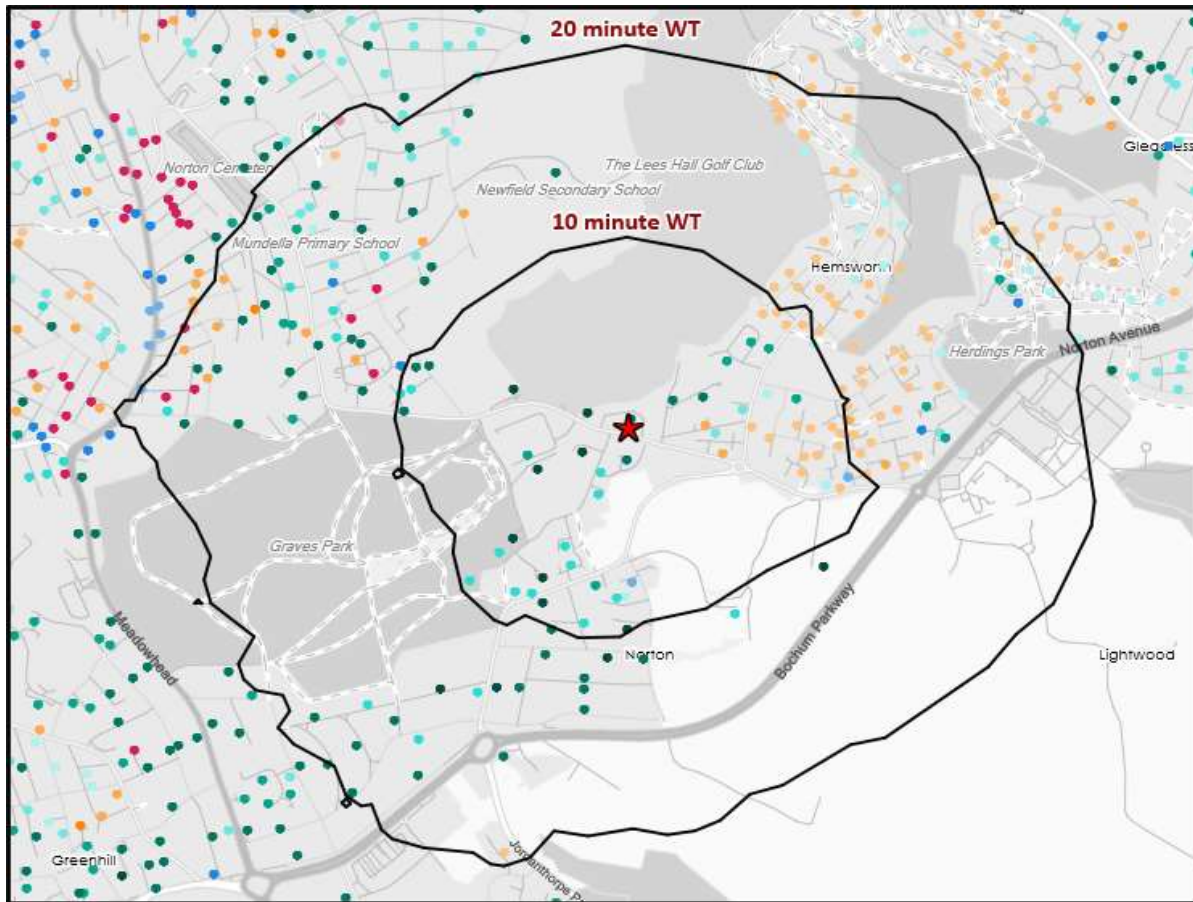 20 minute WT
Gleadless
The Lees Hall Golf Club
Norton Cemetery
Newfield Secondary School
10 minute WT
Mundella Primary School
Hemsworth
Norton Avenue
Herdings Park
Graves Park
Bochum Parkway
Meadowhead
Norton
Lightwood
Greenhill